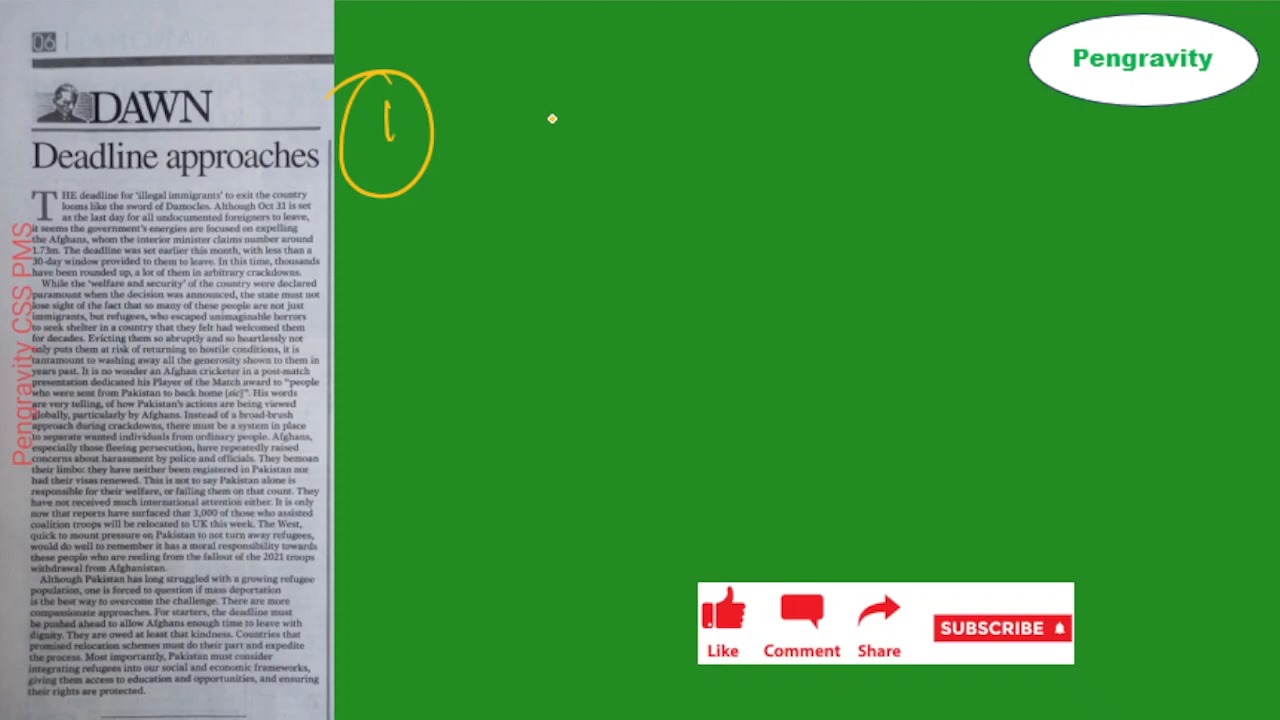 06
DAWN
Deadline approaches
THE deadline for 'illegal immigrants' to exit the country
looms like the sword of Damocles. Although Oct 31 is set
as the last day for all undocumented foreigners to leave,
it seems the government's energies are focused on expelling
the Afghans, whom the interior minister claims number around
1.73m. The deadline was set earlier this month, with less than a
30-day window provided to them to leave. In this time, thousands
have been rounded up, a lot of them in arbitrary crackdowns.
While the 'welfare and security' of the country were declared
paramount when the decision was announced, the state must not
lose sight of the fact that so many of these people are not just
immigrants, but refugees, who escaped unimaginable horrors
to seek shelter in a country that they felt had welcomed them
for decades. Evicting them so abruptly and so heartlessly not
only puts them at risk of returning to hostile conditions, it is
tantamount to washing away all the generosity shown to them in
years past. It is no wonder an Afghan cricketer in a post-match
presentation dedicated his Player of the Match award to "people
who were sent from Pakistan to back home [sic]". His words
are very telling, of how Pakistan's actions are being viewed
globally, particularly by Afghans. Instead of a broad-brush
approach during crackdowns, there must be a system in place
to separate wanted individuals from ordinary people. Afghans,
especially those fleeing persecution, have repeatedly raised
concerns about harassment by police and officials. They bemoan
their limbo: they have neither been registered in Pakistan nor
had their visas renewed. This is not to say Pakistan alone is
responsible for their welfare, or failing them on that count. They
have not received much international attention either. It is only
now that reports have surfaced that 3,000 of those who assisted
coalition troops will be relocated to UK this week. The West,
quick to mount pressure on Pakistan to not turn away refugees,
would do well to remember it has a moral responsibility towards
these people who are reeling from the fallout of the 2021 troops
withdrawal from Afghanistan.
Although Pakistan has long struggled with a growing refugee
population, one is forced to question if mass deportation
is the best way to overcome the challenge. There are more
compassionate approaches. For starters, the deadline must
be pushed ahead to allow Afghans enough time to leave with
dignity. They are owed at least that kindness. Countries that
promised relocation schemes must do their part and expedite
the process. Most importantly, Pakistan must consider
integrating refugees into our social and economic frameworks,
giving them access to education and opportunities, and ensuring
their rights are protected.
Pengravity CSS PMS
1
Pengravity
Like Comment Share SUBSCRIBE